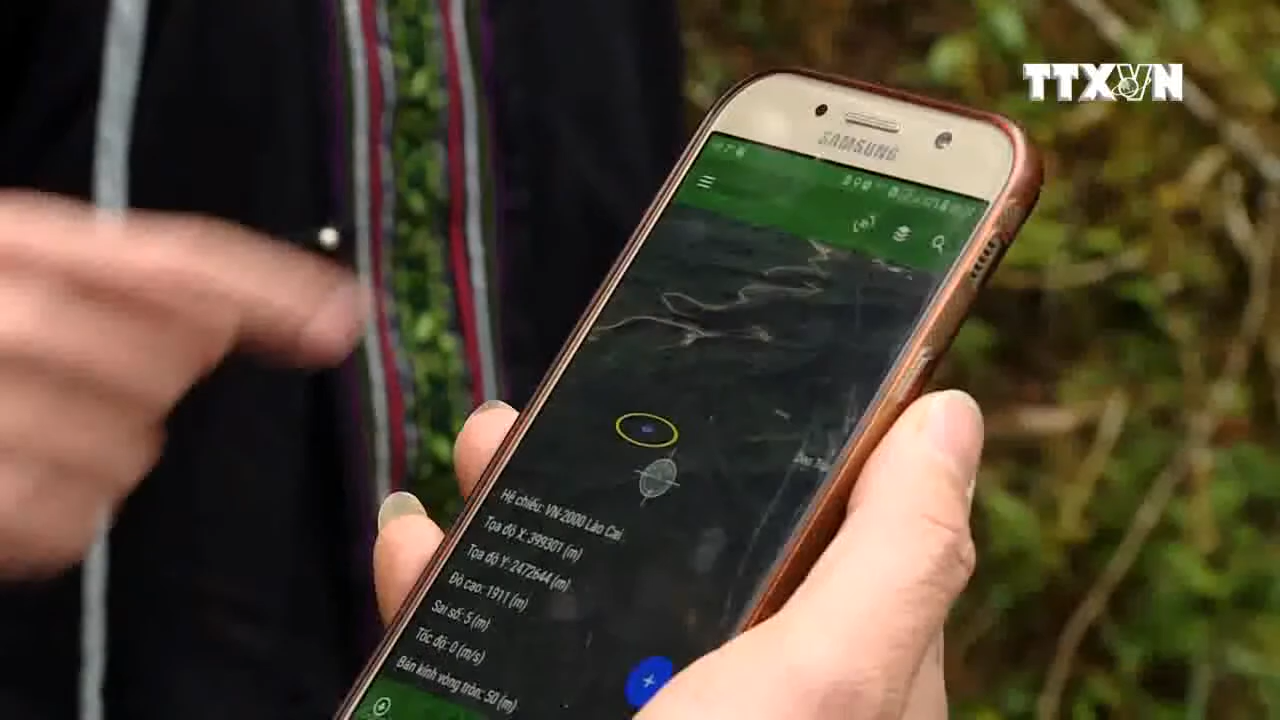 TTXVN
SAMSUNG
Hệ chiếu: VN-2000 Lào Cai
Tọa độ X: 399301 (m)
Tọa độ Y: 2472644 (m)
Độ cao: 1911 (m)
Sai số: 5 (m)
Tốc độ: 0 (m/s)
Bán kính vòng tròn: 50 (m)